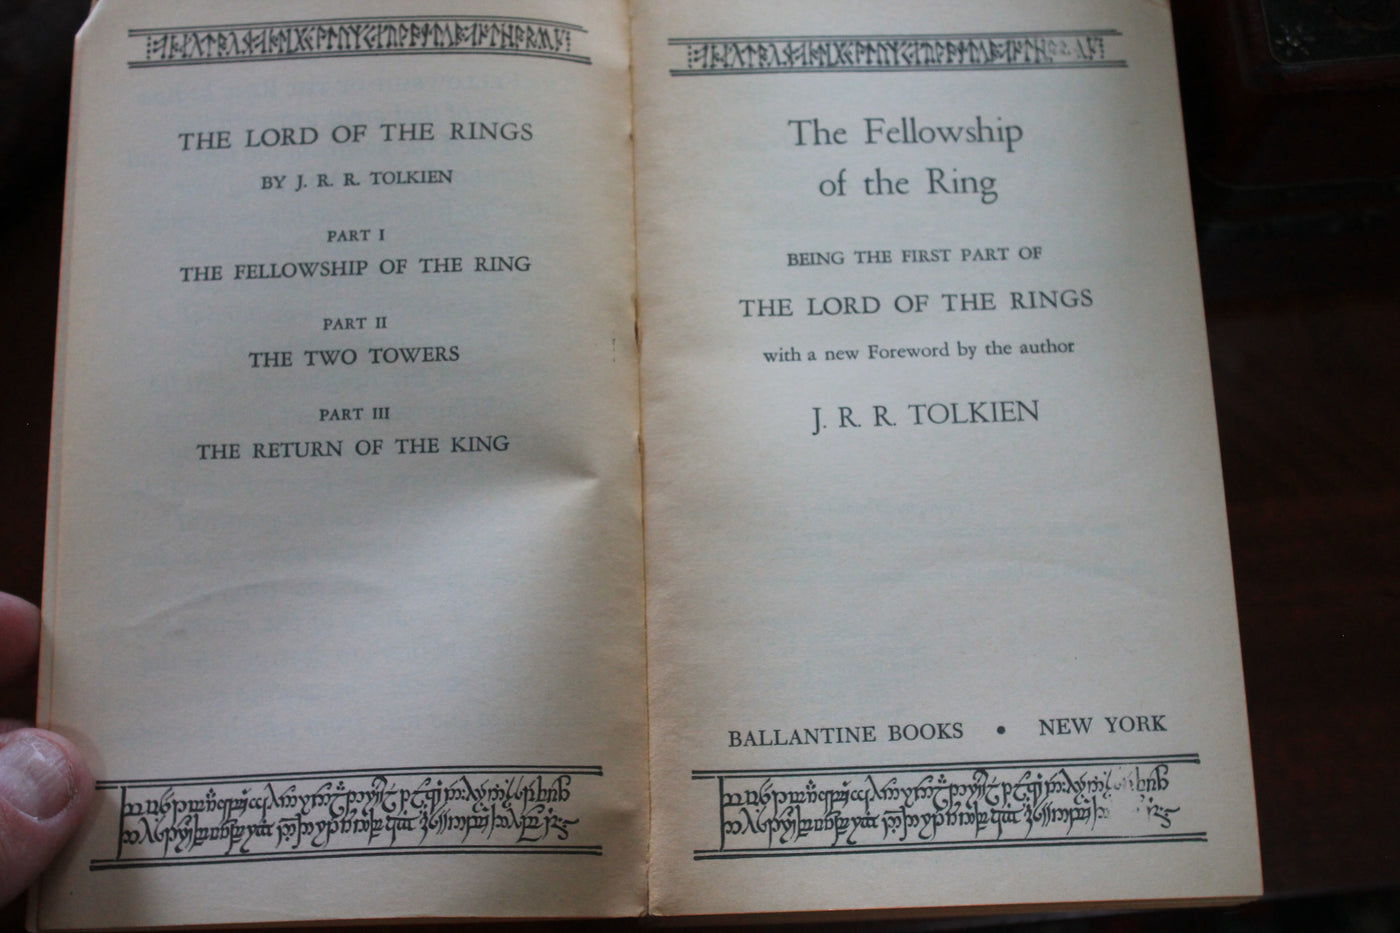 THE LORD OF THE RINGS
BY J. R. R. TOLKIEN
PART I
THE FELLOWSHIP OF THE RING
PART II
THE TWO TOWERS
PART III
THE RETURN OF THE KING
The Fellowship
of the Ring
BEING THE FIRST PART OF
THE LORD OF THE RINGS
with a new Foreword by the author
J. R. R. TOLKIEN
BALLANTINE BOOKS • NEW YORK